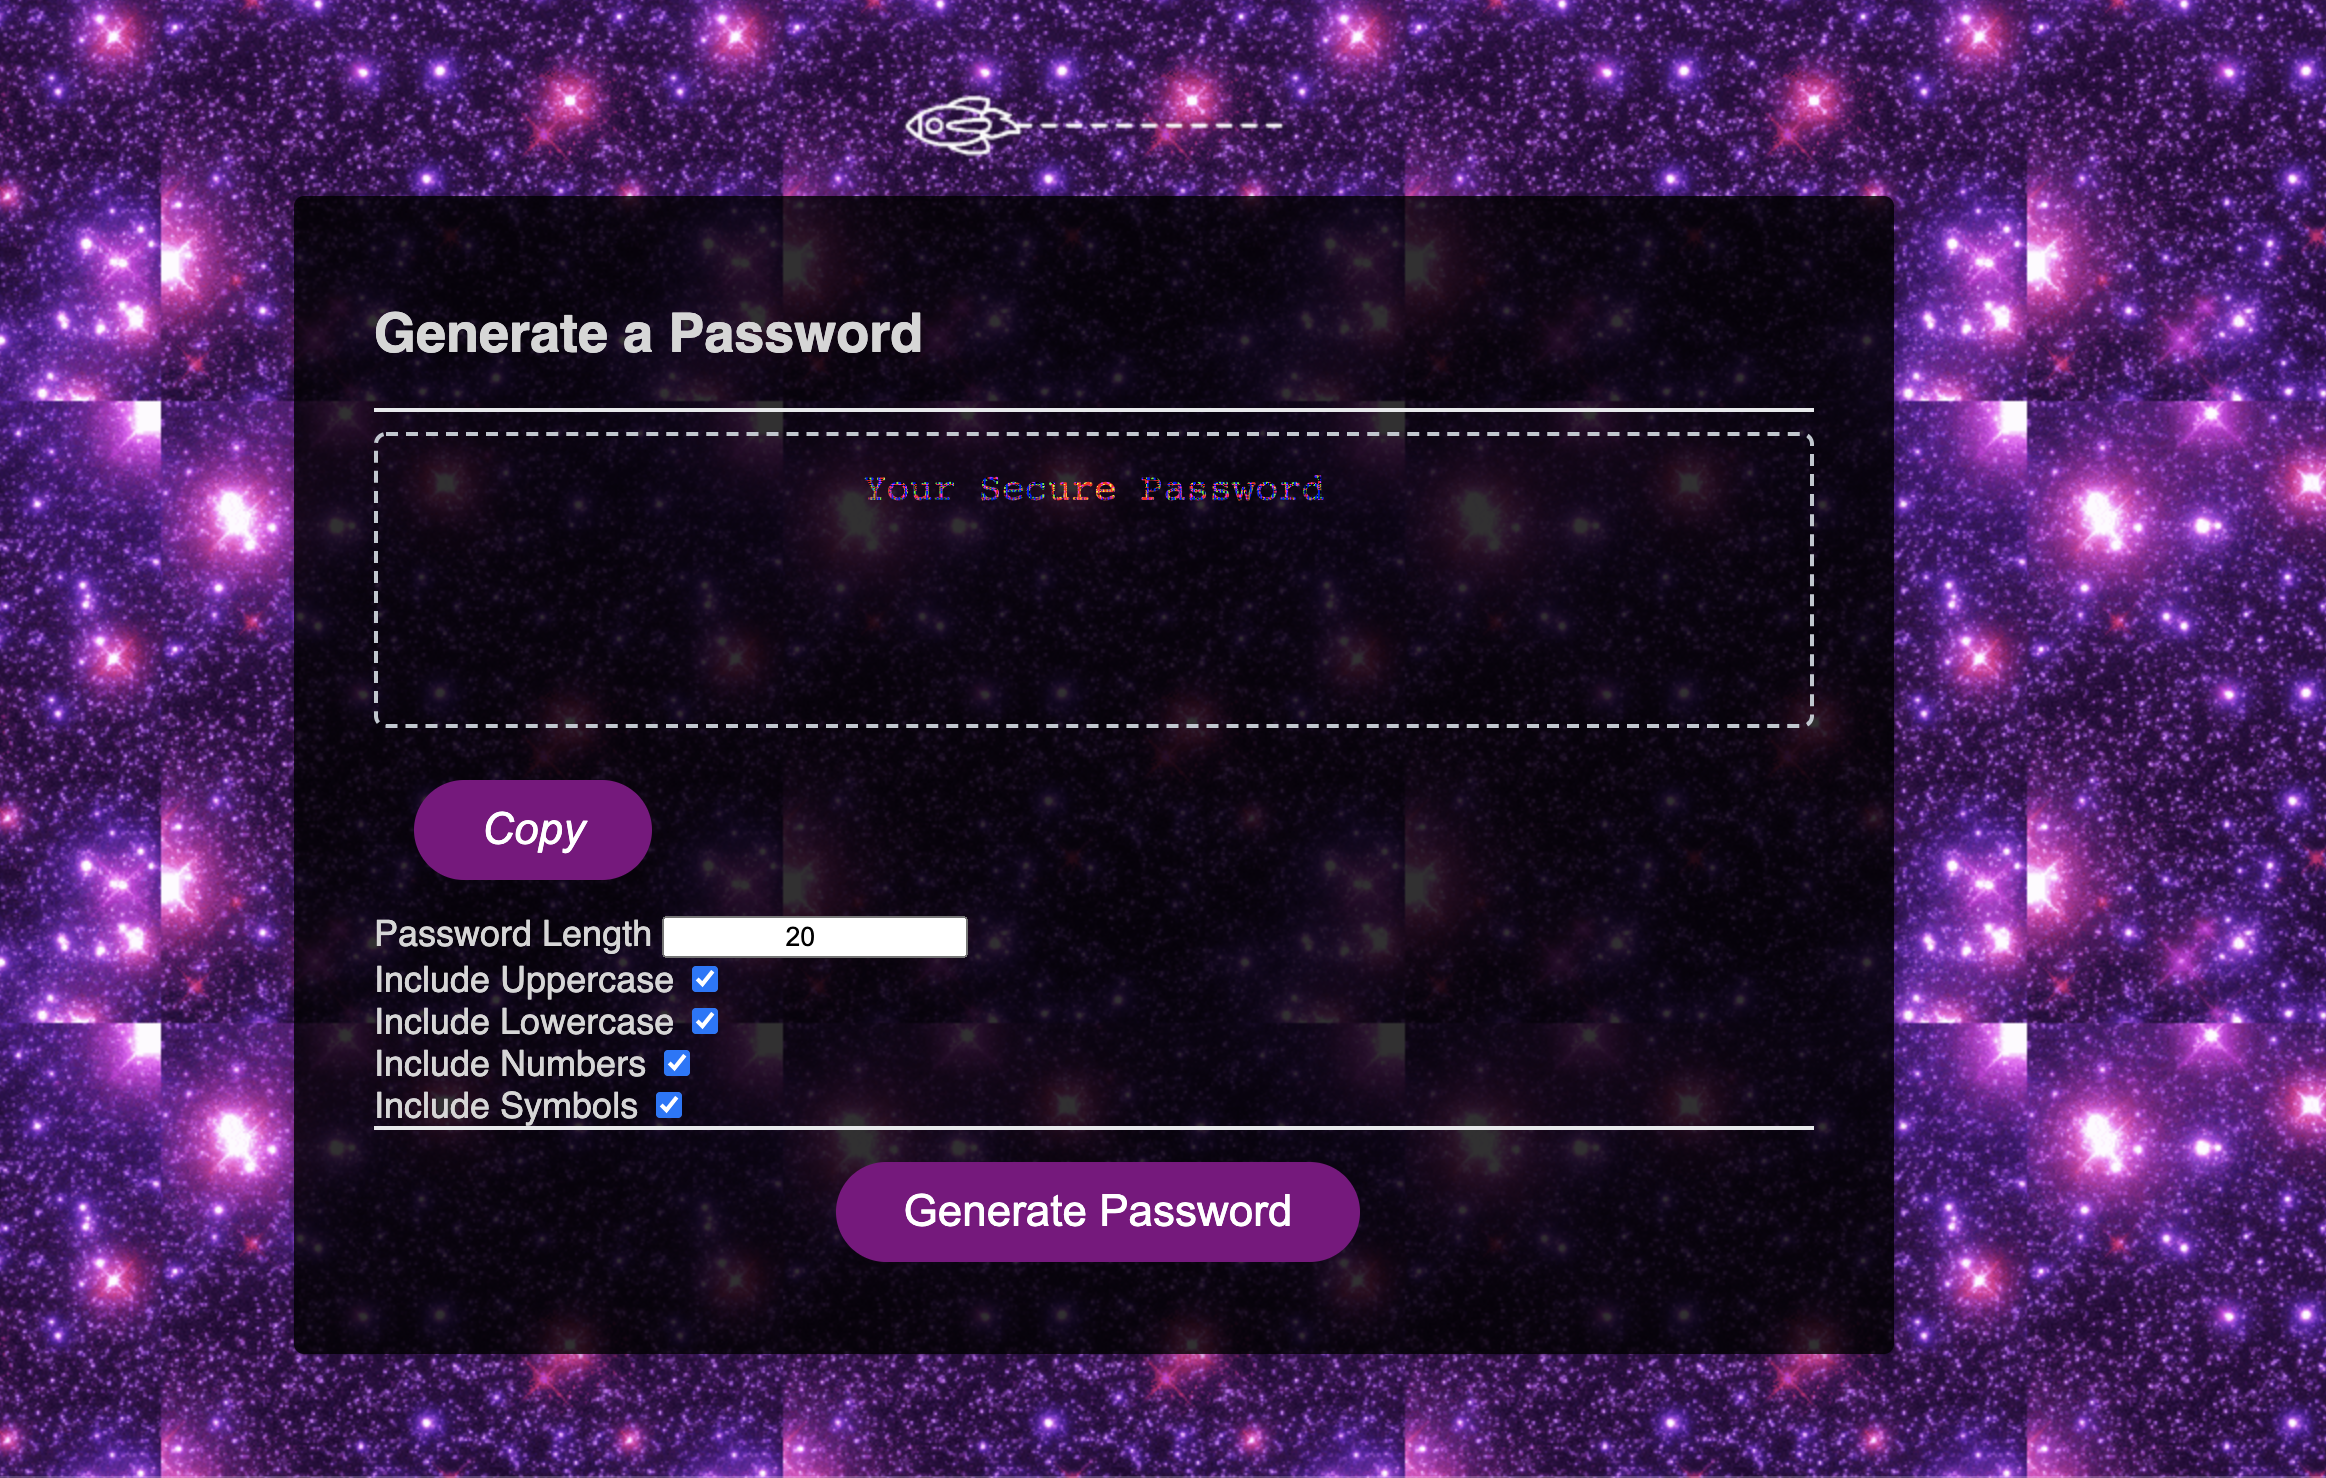 Generate a Password
Your Secure Password
Copy
Password Length 20
Include Uppercase
Include Lowercase
Include Numbers
Include Symbols
Generate Password